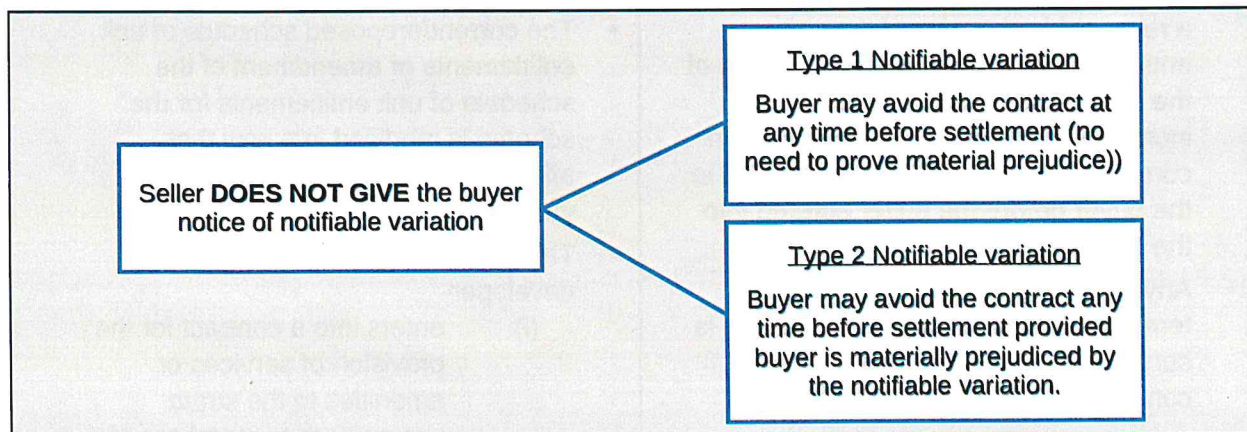 Type 1 Notifiable variation
Buyer may avoid the contract at
any time before settlement (no
need to prove material prejudice))
Seller DOES NOT GIVE the buyer
notice of notifiable variation
Type 2 Notifiable variation
Buyer may avoid the contract any
time before settlement provided
buyer is materially prejudiced by
the notifiable variation.